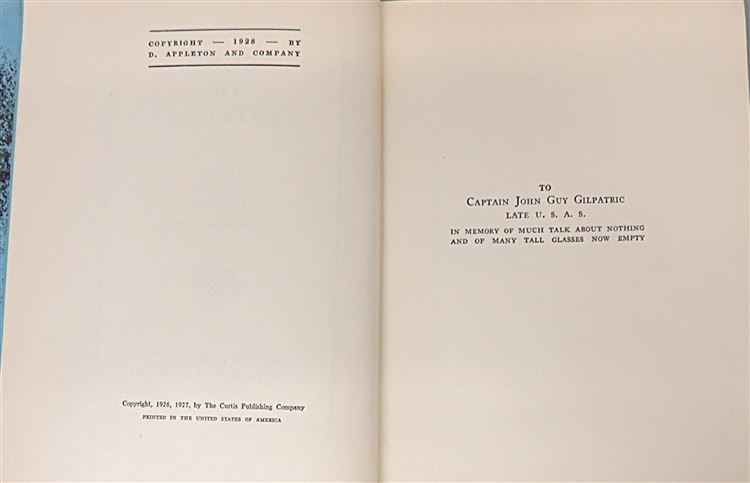 COPYRIGHT — 1928 — BY
D. APPLETON AND COMPANY
Copyright, 1926, 1927, by The Curtis Publishing Company
PRINTED IN THE UNITED STATES OF AMERICA
TO
CAPTAIN JOHN GUY GILPATRIC
LATE U. S. A. S.
IN MEMORY OF MUCH TALK ABOUT NOTHING
AND OF MANY TALL GLASSES NOW EMPTY